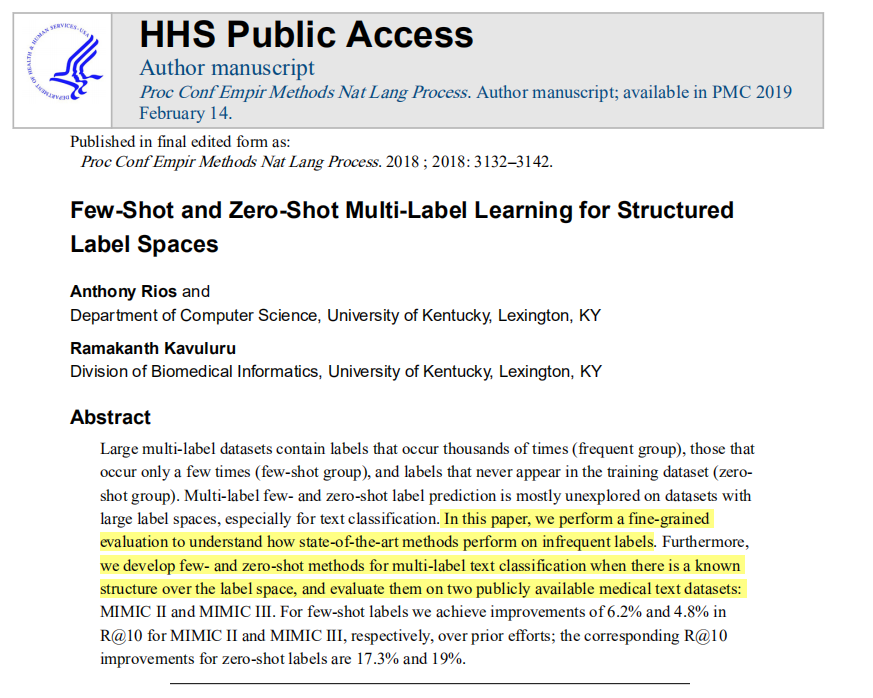 DEPARTMENT OF HEALTH & HUMAN SERVICES · USA
HHS Public Access
Author manuscript
Proc Conf Empir Methods Nat Lang Process. Author manuscript; available in PMC 2019
February 14.
Published in final edited form as:
Proc Conf Empir Methods Nat Lang Process. 2018 ; 2018: 3132–3142.
Few-Shot and Zero-Shot Multi-Label Learning for Structured
Label Spaces
Anthony Rios and
Department of Computer Science, University of Kentucky, Lexington, KY
Ramakanth Kavuluru
Division of Biomedical Informatics, University of Kentucky, Lexington, KY
Abstract
Large multi-label datasets contain labels that occur thousands of times (frequent group), those that
occur only a few times (few-shot group), and labels that never appear in the training dataset (zero-
shot group). Multi-label few- and zero-shot label prediction is mostly unexplored on datasets with
large label spaces, especially for text classification. In this paper, we perform a fine-grained
evaluation to understand how state-of-the-art methods perform on infrequent labels. Furthermore,
we develop few- and zero-shot methods for multi-label text classification when there is a known
structure over the label space, and evaluate them on two publicly available medical text datasets:
MIMIC II and MIMIC III. For few-shot labels we achieve improvements of 6.2% and 4.8% in
R@10 for MIMIC II and MIMIC III, respectively, over prior efforts; the corresponding R@10
improvements for zero-shot labels are 17.3% and 19%.